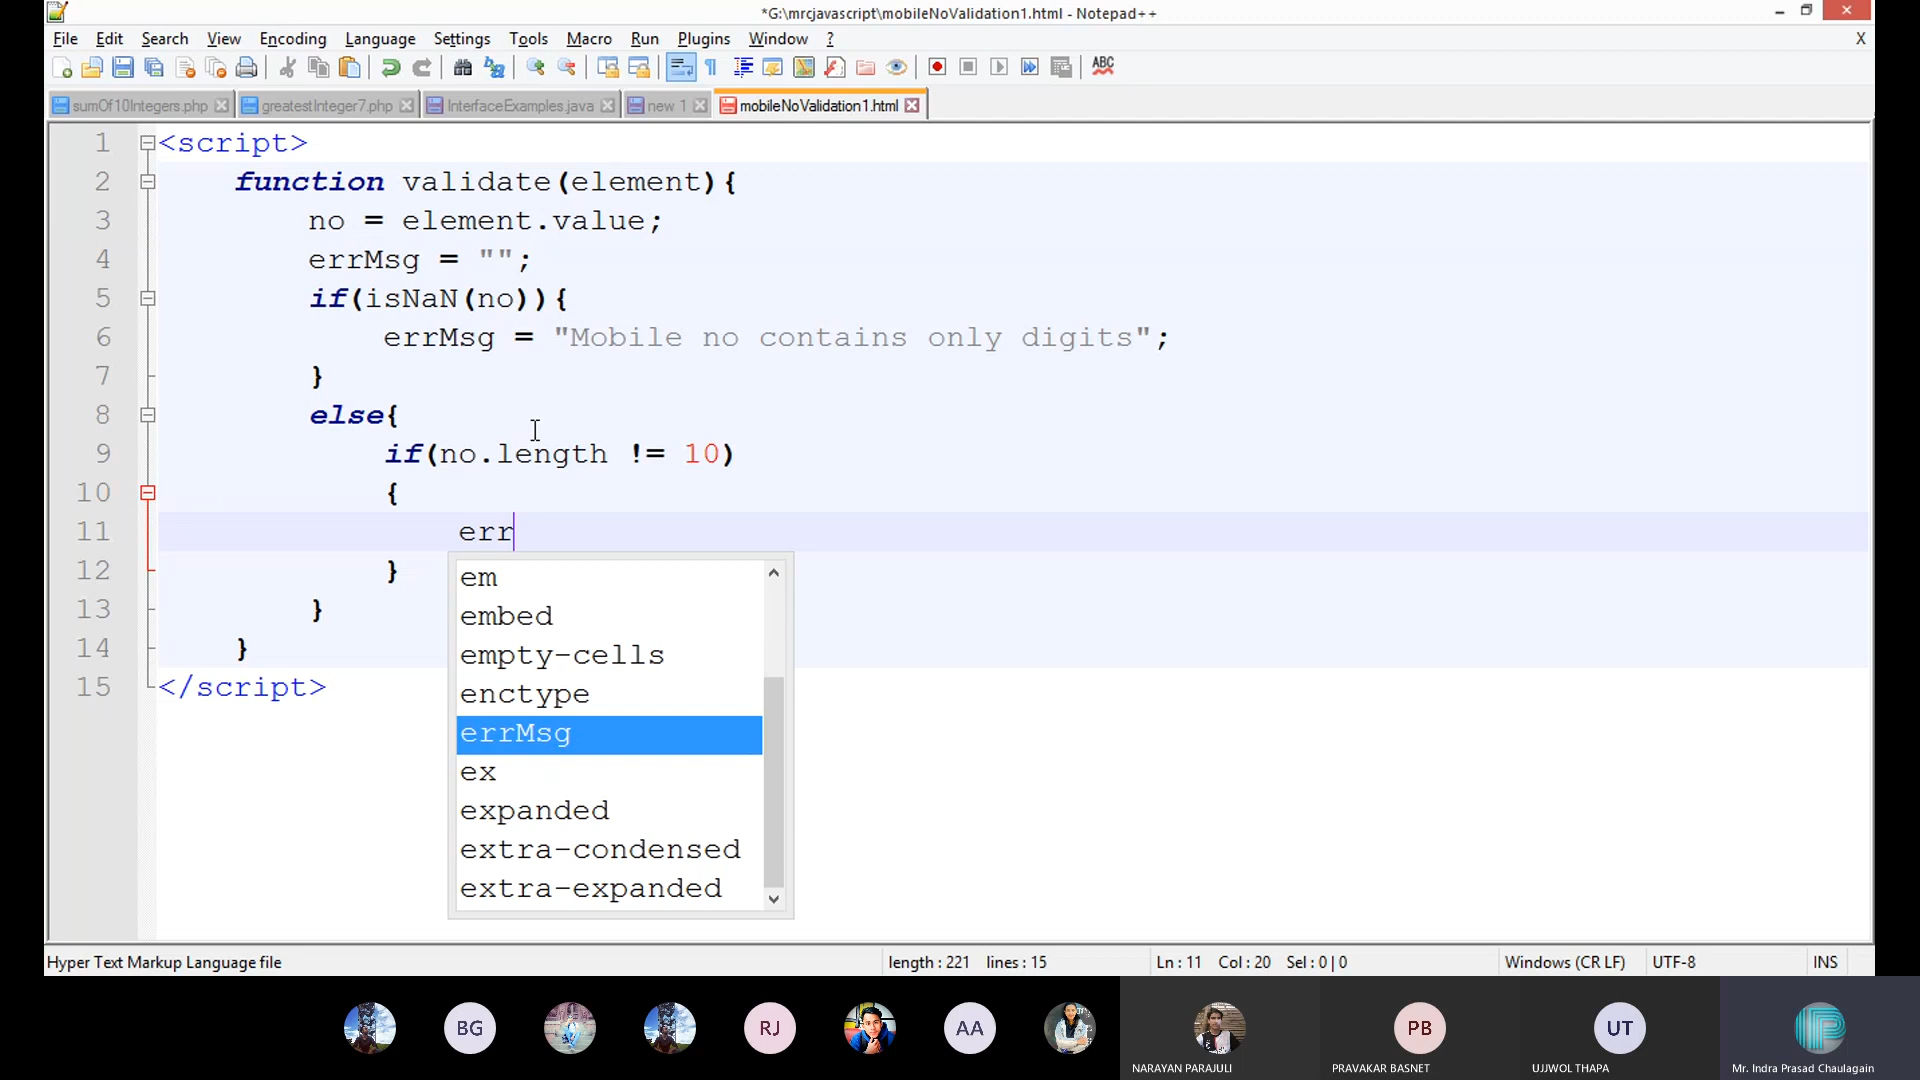 *G:\mrcjavascript\mobileNoValidation1.html - Notepad++
File Edit Search View Encoding Language Settings Tools Macro Run Plugins Window ? X
ABC
sumOf10Integers.php greatestInteger7.php InterfaceExamples.java new 1 mobileNoValidation1.html
1 <script>
2 function validate(element){
3 no = element.value;
4 errMsg = "";
5 if(isNaN(no)){
6 errMsg = "Mobile no contains only digits";
7 }
8 else{
9 if(no.length != 10)
10 {
11 err
12 }
13 }
14 }
15 </script>
em
embed
empty-cells
enctype
errMsg
ex
expanded
extra-condensed
extra-expanded
Hyper Text Markup Language file length : 221 lines : 15 Ln : 11 Col : 20 Sel : 0 | 0 Windows (CR LF) UTF-8 INS
BG RJ AA PB UT
NARAYAN PARAJULI PRAVAKAR BASNET UJJWOL THAPA Mr. Indra Prasad Chaulagain